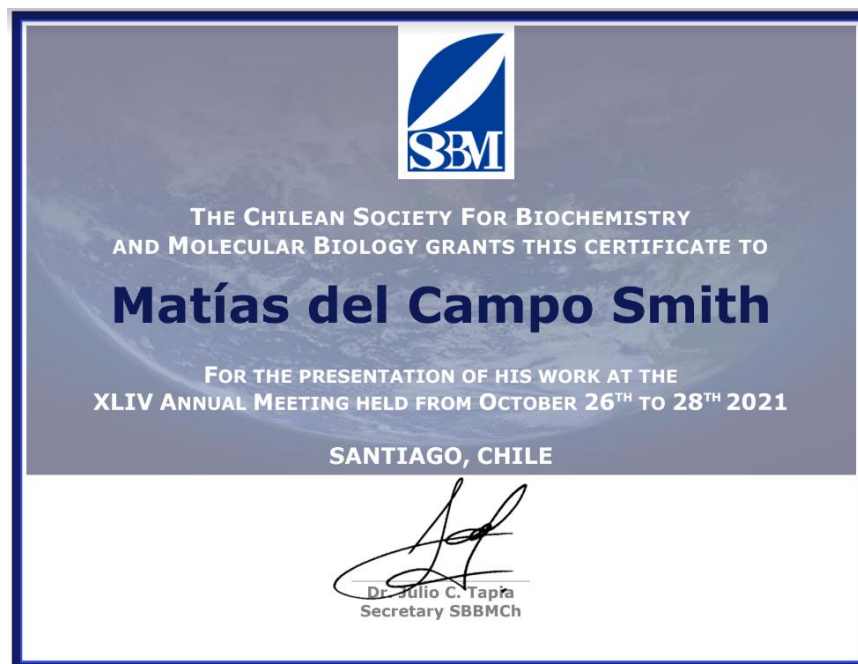 SBM
The Chilean Society For Biochemistry
and Molecular Biology grants this certificate to
Matías del Campo Smith
For the presentation of his work at the
XLIV Annual Meeting held from October 26th to 28th 2021
SANTIAGO, CHILE
Dr. Julio C. Tapia
Secretary SBBMCh